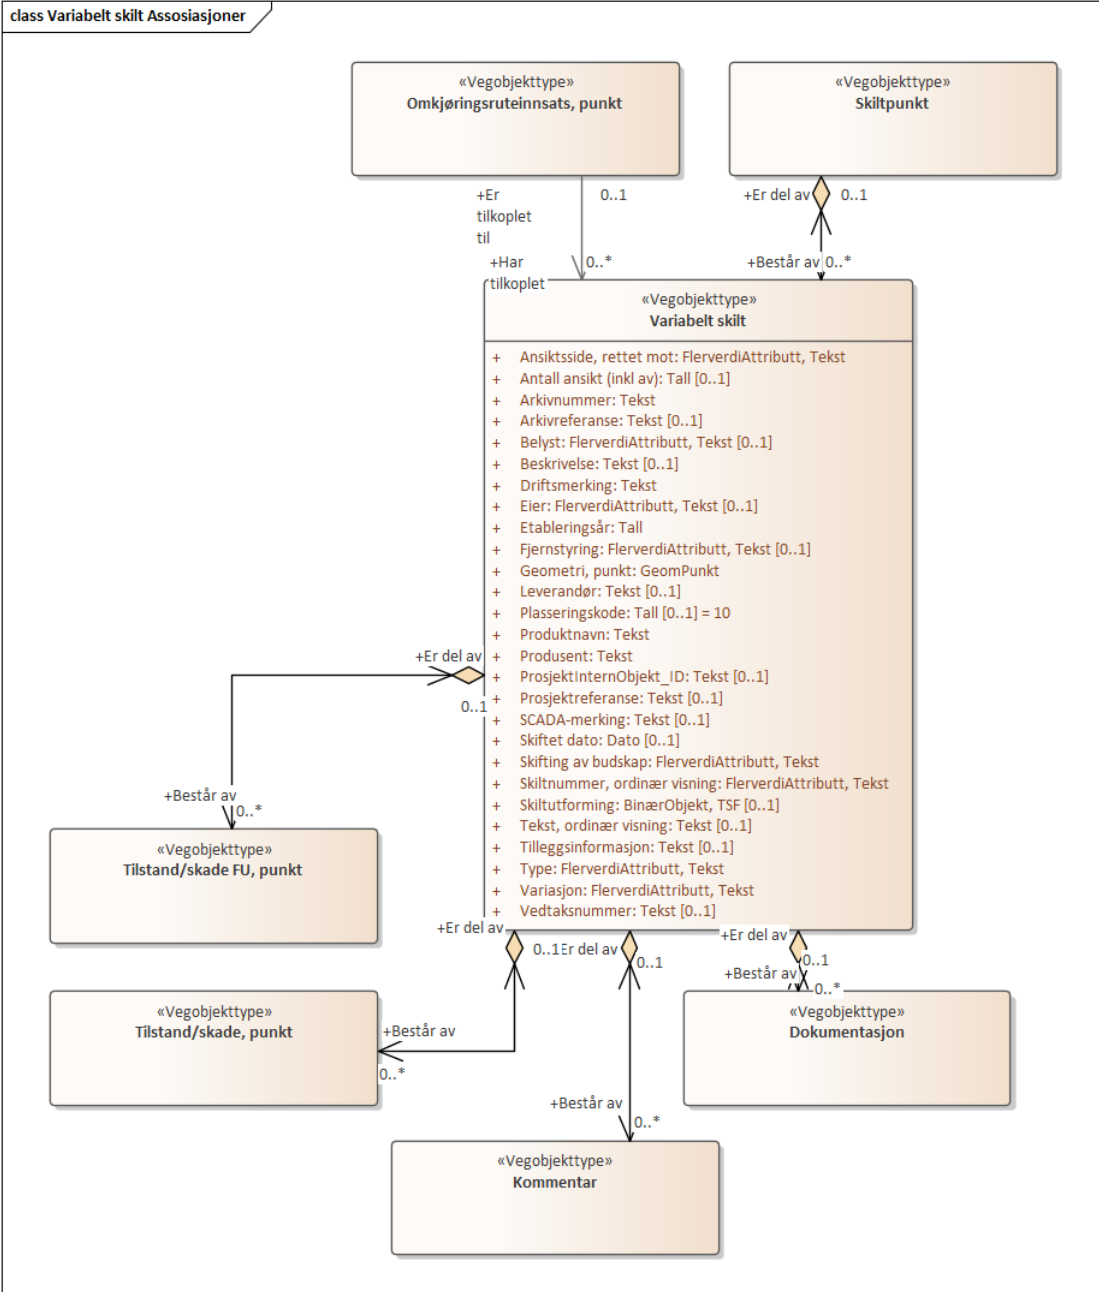 class Variabelt skilt Assosiasjoner
«Vegobjekttype»
Omkjøringsruteinnsats, punkt
«Vegobjekttype»
Skiltpunkt
+Er
tilkoplet
til
0..1
+Er del av
0..1
+Har
tilkoplet
0..*
+Består av
0..*
«Vegobjekttype»
Variabelt skilt
+ Ansiktsside, rettet mot: FlerverdiAttributt, Tekst
+ Antall ansikt (inkl av): Tall [0..1]
+ Arkivnummer: Tekst
+ Arkivreferanse: Tekst [0..1]
+ Belyst: FlerverdiAttributt, Tekst [0..1]
+ Beskrivelse: Tekst [0..1]
+ Driftsmerking: Tekst
+ Eier: FlerverdiAttributt, Tekst [0..1]
+ Etableringsår: Tall
+ Fjernstyring: FlerverdiAttributt, Tekst [0..1]
+ Geometri, punkt: GeomPunkt
+ Leverandør: Tekst [0..1]
+ Plasseringskode: Tall [0..1] = 10
+ Produktnavn: Tekst
+ Produsent: Tekst
+ ProsjektInternObjekt_ID: Tekst [0..1]
+ Prosjektreferanse: Tekst [0..1]
+ SCADA-merking: Tekst [0..1]
+ Skiftet dato: Dato [0..1]
+ Skifting av budskap: FlerverdiAttributt, Tekst
+ Skiltnummer, ordinær visning: FlerverdiAttributt, Tekst
+ Skiltutforming: BinærObjekt, TSF [0..1]
+ Tekst, ordinær visning: Tekst [0..1]
+ Tilleggsinformasjon: Tekst [0..1]
+ Type: FlerverdiAttributt, Tekst
+ Variasjon: FlerverdiAttributt, Tekst
+ Vedtaksnummer: Tekst [0..1]
+Er del av
0..1
+Består av
0..*
«Vegobjekttype»
Tilstand/skade FU, punkt
+Er del av
0..1
Er del av
0..1
+Er del av
0..1
+Består av
0..*
«Vegobjekttype»
Tilstand/skade, punkt
+Består av
0..*
«Vegobjekttype»
Dokumentasjon
+Består av
0..*
«Vegobjekttype»
Kommentar